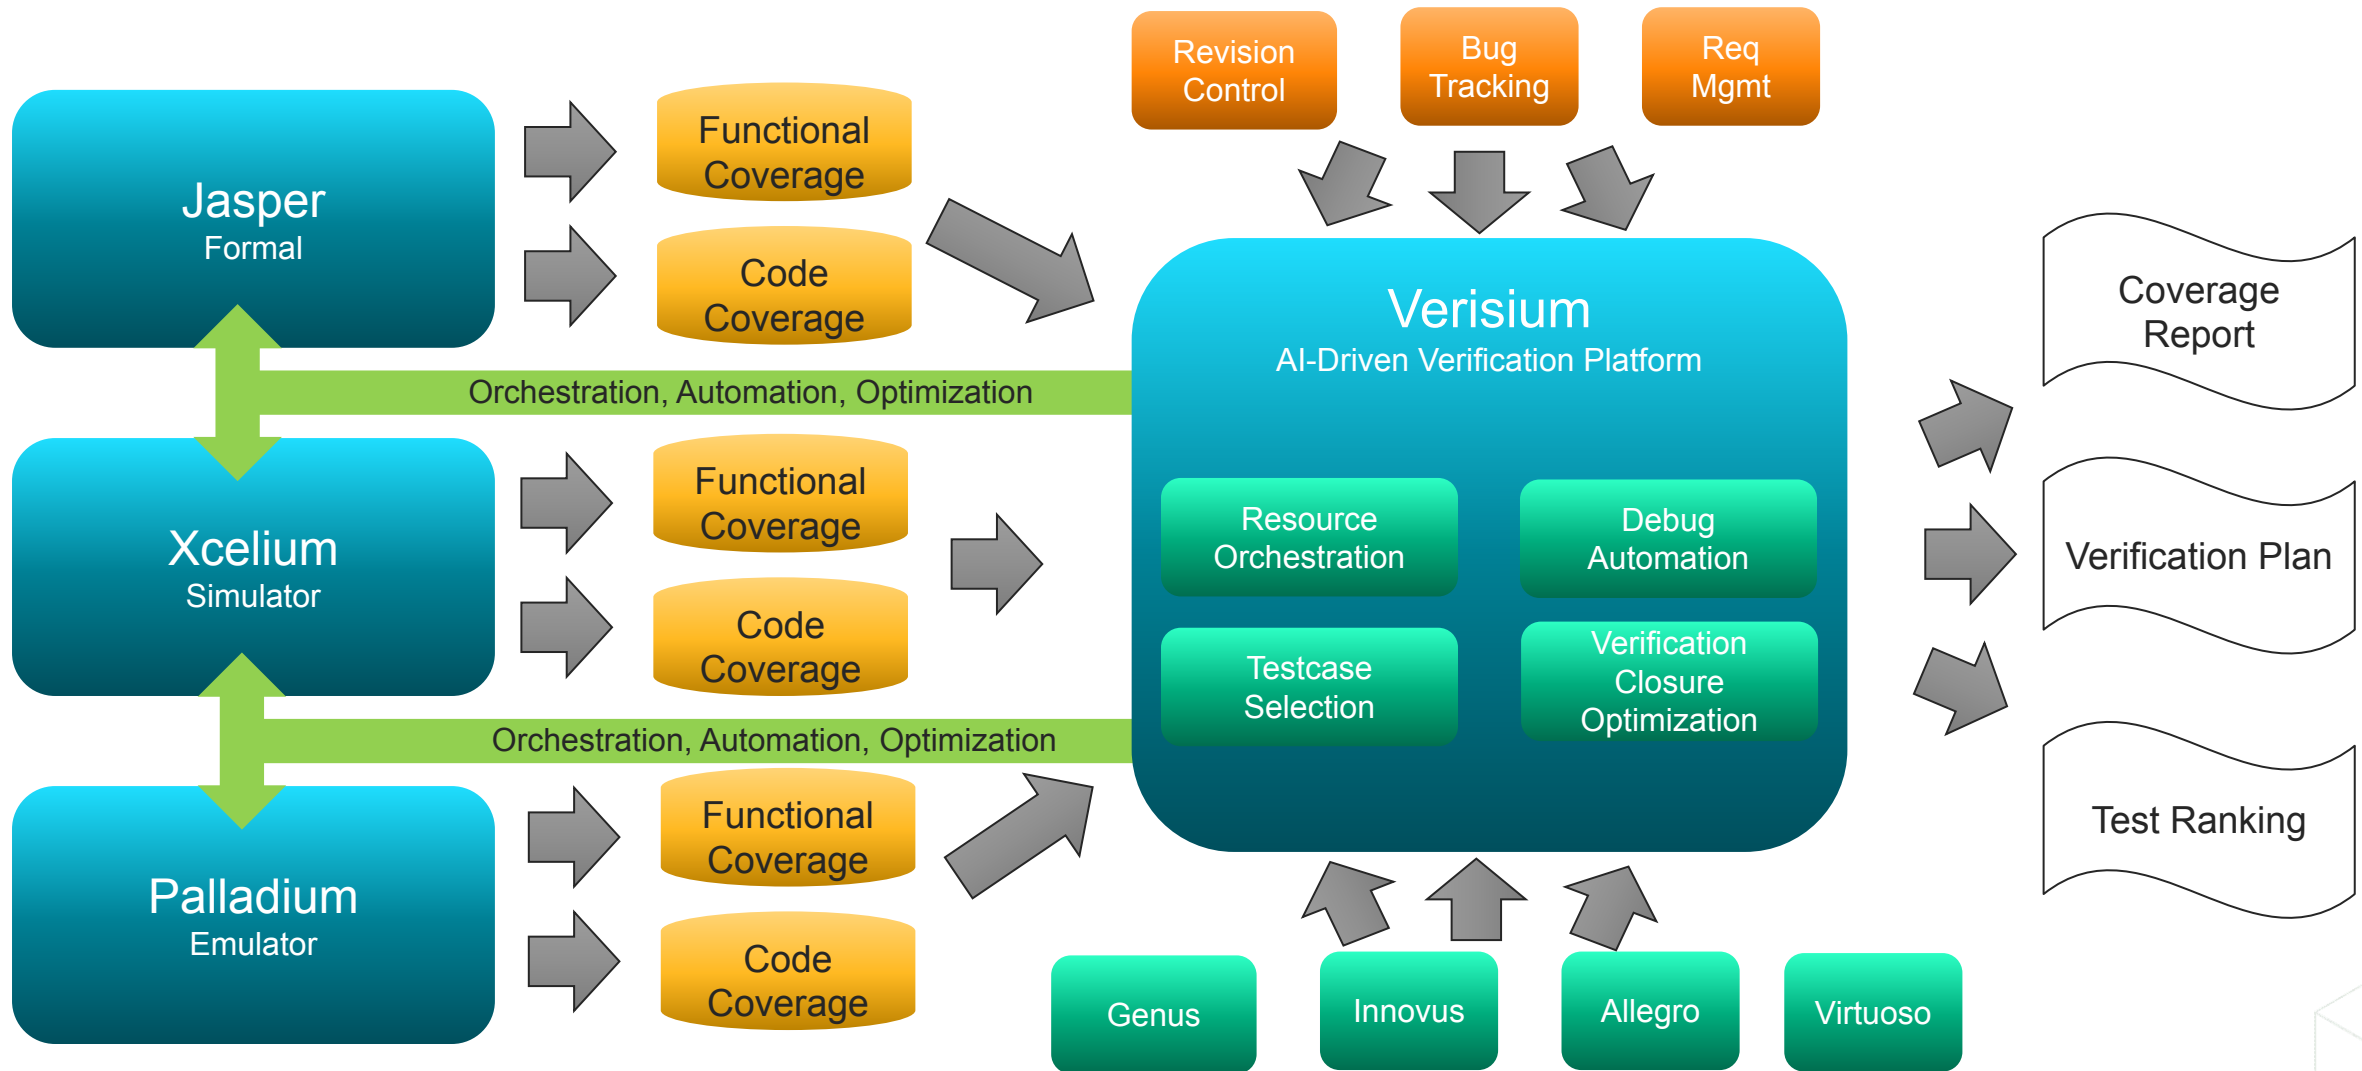 Revision
Control
Bug
Tracking
Req
Mgmt
Jasper
Formal
Functional
Coverage
Code
Coverage
Orchestration, Automation, Optimization
Xcelium
Simulator
Functional
Coverage
Code
Coverage
Orchestration, Automation, Optimization
Palladium
Emulator
Functional
Coverage
Code
Coverage
Verisium
AI-Driven Verification Platform
Resource
Orchestration
Debug
Automation
Testcase
Selection
Verification
Closure
Optimization
Genus
Innovus
Allegro
Virtuoso
Coverage
Report
Verification Plan
Test Ranking